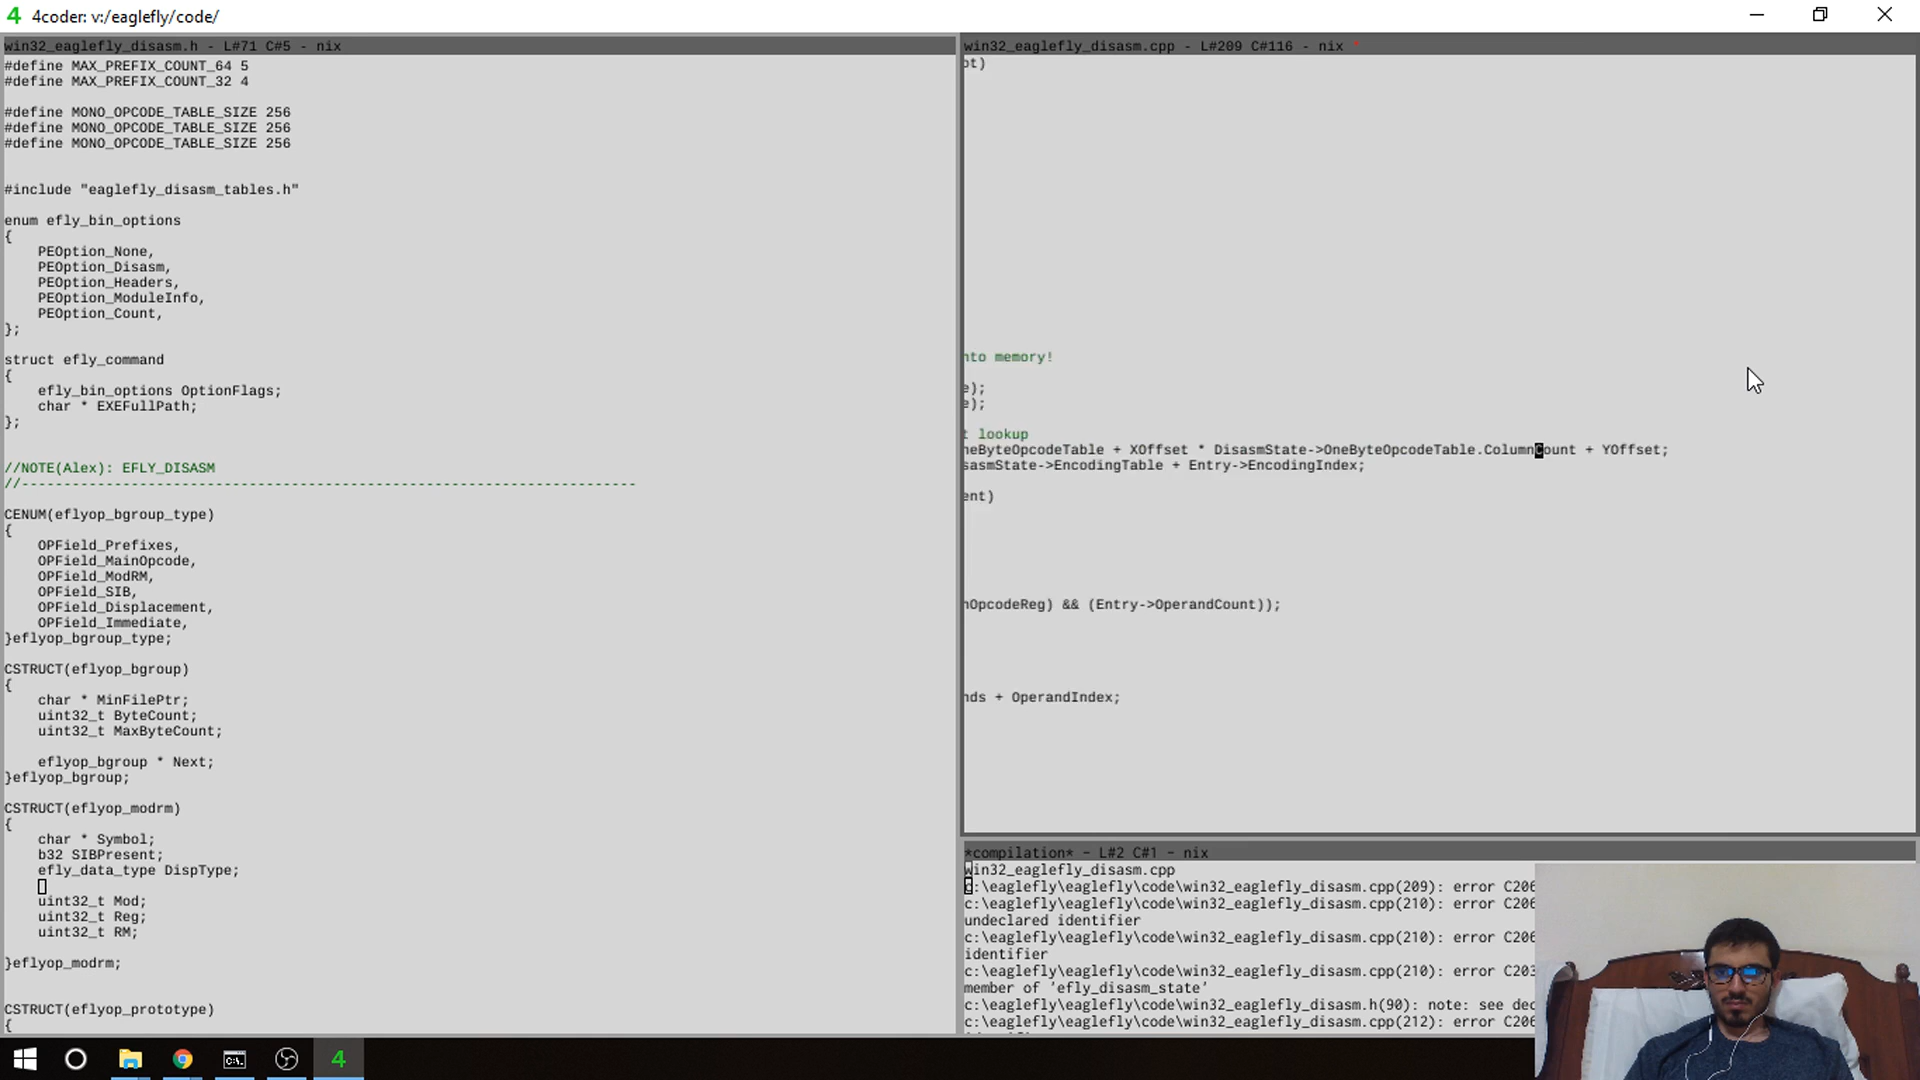 4 4coder: v:/eaglefly/code/
win32_eaglefly_disasm.h - L#71 C#5 - nix
#define MAX_PREFIX_COUNT_64 5
#define MAX_PREFIX_COUNT_32 4
#define MONO_OPCODE_TABLE_SIZE 256
#define MONO_OPCODE_TABLE_SIZE 256
#define MONO_OPCODE_TABLE_SIZE 256
#include "eaglefly_disasm_tables.h"
enum efly_bin_options
{
PEOption_None,
PEOption_Disasm,
PEOption_Headers,
PEOption_ModuleInfo,
PEOption_Count,
};
struct efly_command
{
efly_bin_options OptionFlags;
char * EXEFullPath;
};
//NOTE(Alex): EFLY_DISASM
//-------------------------------------------------------------------------
CENUM(eflyop_bgroup_type)
{
OPField_Prefixes,
OPField_MainOpcode,
OPField_ModRM,
OPField_SIB,
OPField_Displacement,
OPField_Immediate,
}eflyop_bgroup_type;
CSTRUCT(eflyop_bgroup)
{
char * MinFilePtr;
uint32_t ByteCount;
uint32_t MaxByteCount;
eflyop_bgroup * Next;
}eflyop_bgroup;
CSTRUCT(eflyop_modrm)
{
char * Symbol;
b32 SIBPresent;
efly_data_type DispType;
uint32_t Mod;
uint32_t Reg;
uint32_t RM;
}eflyop_modrm;
CSTRUCT(eflyop_prototype)
{
win32_eaglefly_disasm.cpp - L#209 C#116 - nix *
pt)
nto memory!
e);
e);
t lookup
neByteOpcodeTable + XOffset * DisasmState->OneByteOpcodeTable.ColumnCount + YOffset;
sasmState->EncodingTable + Entry->EncodingIndex;
ent)
nOpcodeReg) && (Entry->OperandCount));
nds + OperandIndex;
*compilation* - L#2 C#1 - nix
win32_eaglefly_disasm.cpp
c:\eaglefly\eaglefly\code\win32_eaglefly_disasm.cpp(209): error C206
c:\eaglefly\eaglefly\code\win32_eaglefly_disasm.cpp(210): error C206
undeclared identifier
c:\eaglefly\eaglefly\code\win32_eaglefly_disasm.cpp(210): error C206
identifier
c:\eaglefly\eaglefly\code\win32_eaglefly_disasm.cpp(210): error C203
member of 'efly_disasm_state'
c:\eaglefly\eaglefly\code\win32_eaglefly_disasm.h(90): note: see dec
c:\eaglefly\eaglefly\code\win32_eaglefly_disasm.cpp(212): error C206
4